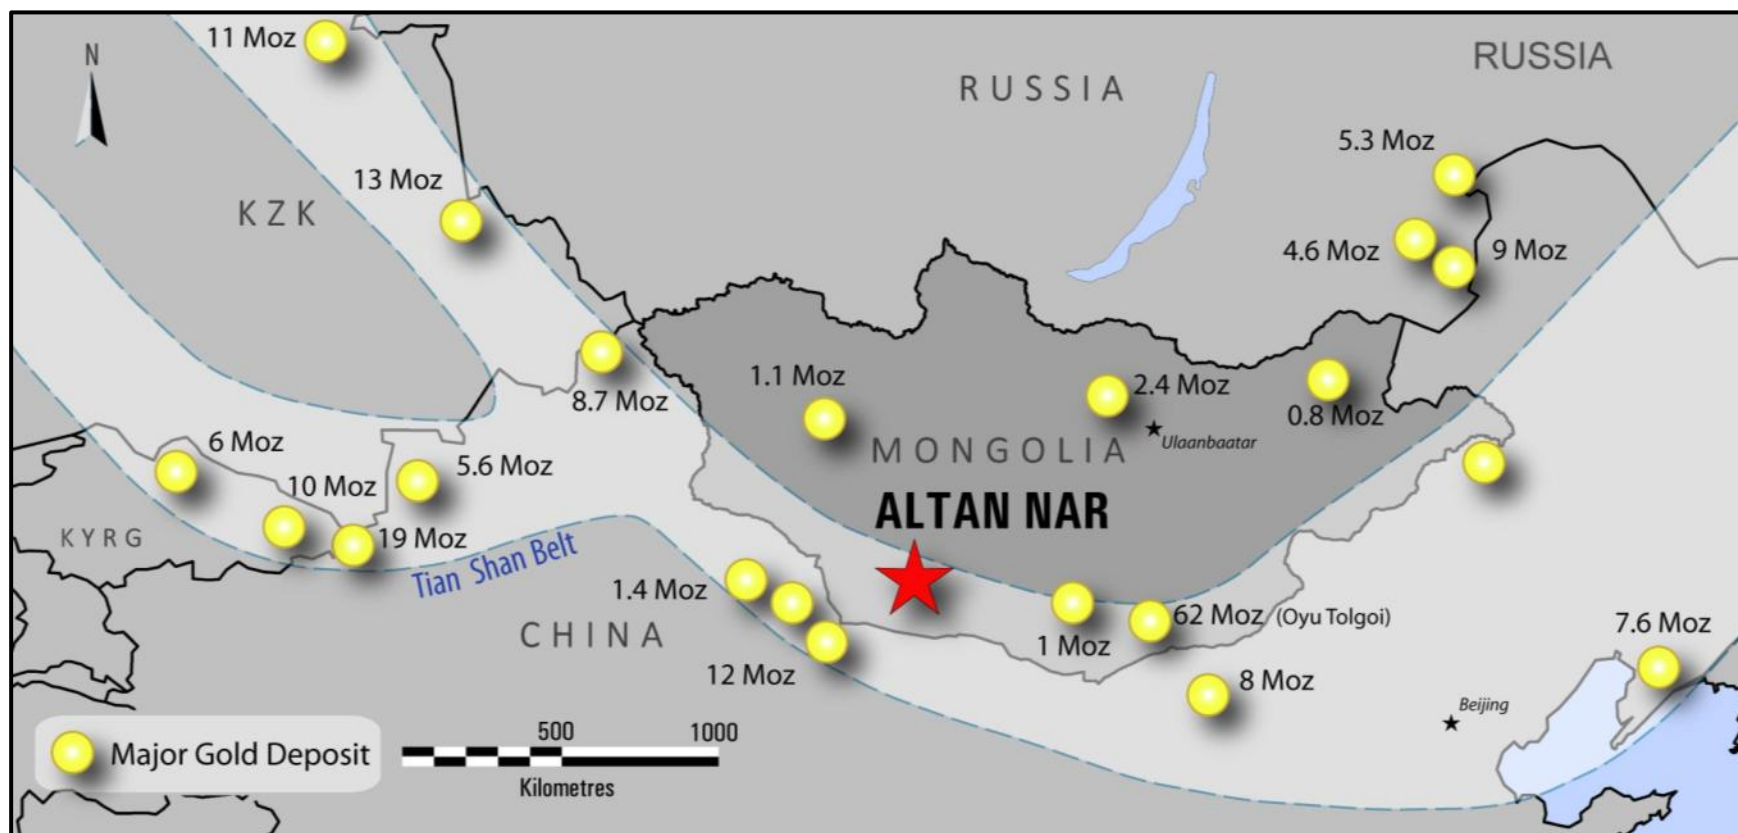 11 Moz
N
RUSSIA
RUSSIA
5.3 Moz
13 Moz
KZK
4.6 Moz
9 Moz
1.1 Moz
2.4 Moz
8.7 Moz
0.8 Moz
Ulaanbaatar
MONGOLIA
6 Moz
5.6 Moz
10 Moz
ALTAN NAR
KYRG
19 Moz
Tian Shan Belt
1.4 Moz
CHINA
62 Moz (Oyu Tolgoi)
1 Moz
7.6 Moz
12 Moz
8 Moz
Beijing
500
1000
Major Gold Deposit
Kilometres